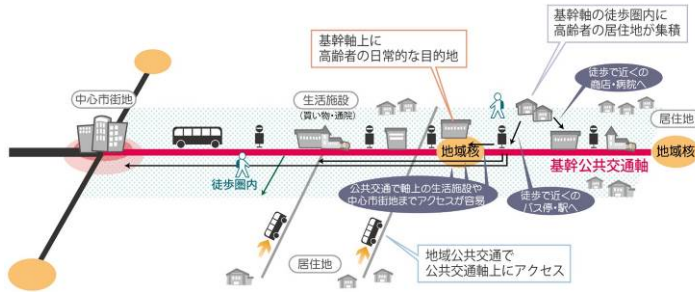 基幹軸の徒歩圏内に
高齢者の居住地が集積
基幹軸上に
高齢者の日常的な目的地
徒歩で近くの
商店・病院へ
中心市街地
生活施設
(買い物・通院)
居住地
地域核
地域核
基幹公共交通軸
徒歩圏内
公共交通で軸上の生活施設や
中心市街地までアクセスが容易
徒歩で近くの
バス停・駅へ
居住地
地域公共交通で
公共交通軸上にアクセス